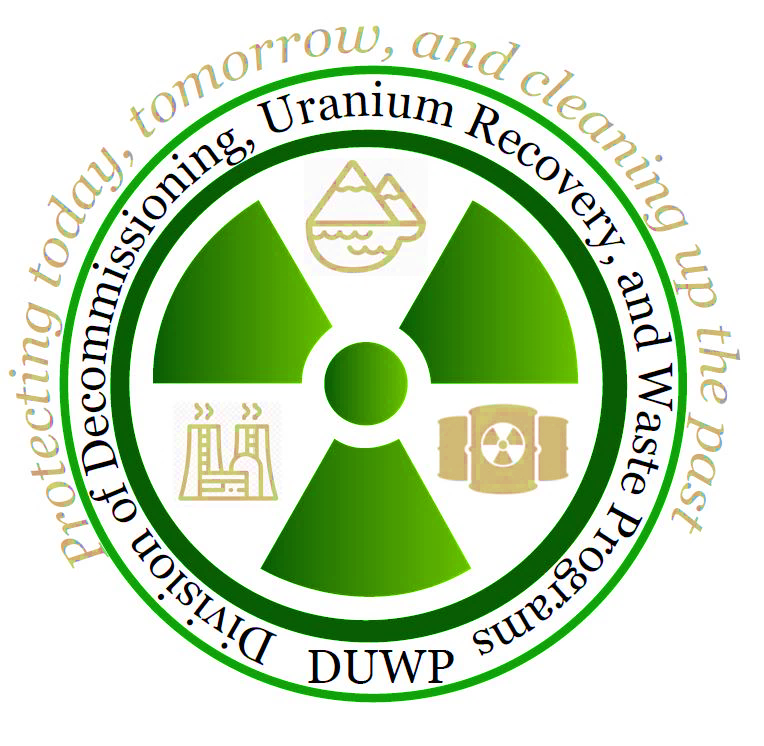 Protecting today, tomorrow, and cleaning up the past
Division of Decommissioning, Uranium Recovery, and Waste Programs
DUWP